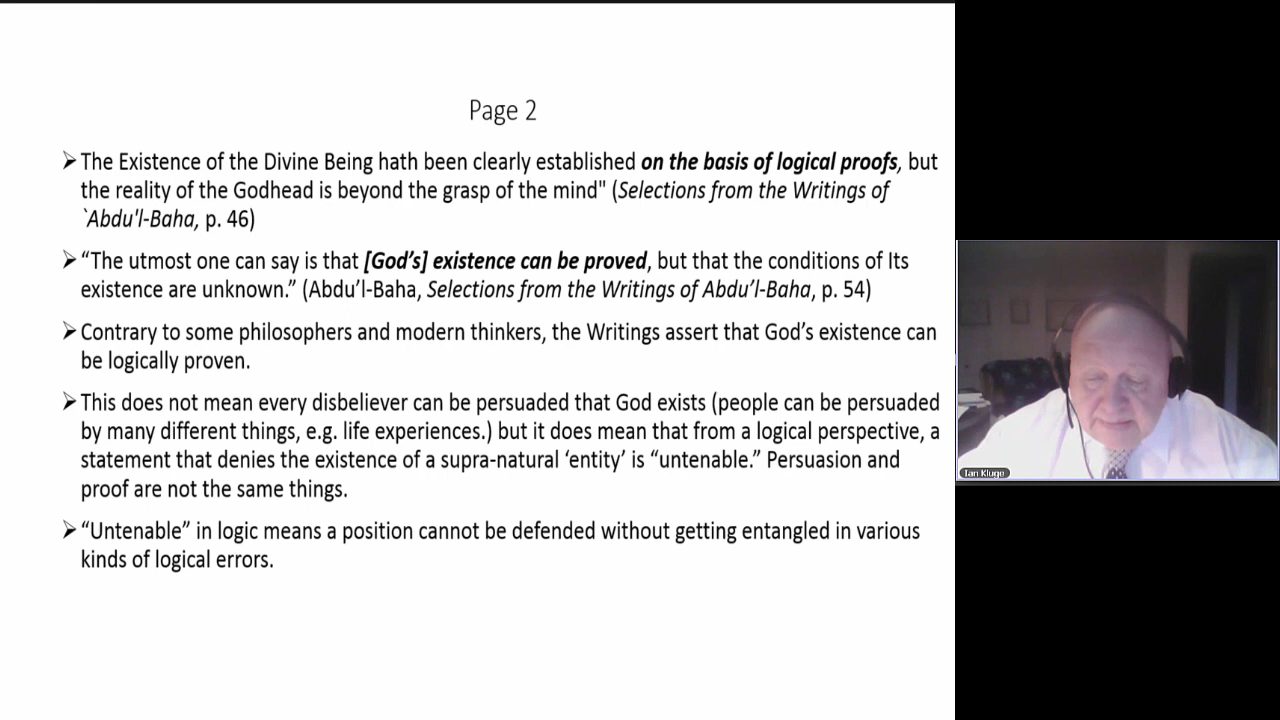 Page 2
➢The Existence of the Divine Being hath been clearly established on the basis of logical proofs, but
the reality of the Godhead is beyond the grasp of the mind" (Selections from the Writings of
`Abdu'l-Baha, p. 46)
➢“The utmost one can say is that [God’s] existence can be proved, but that the conditions of Its
existence are unknown.” (Abdu’l-Baha, Selections from the Writings of Abdu’l-Baha, p. 54)
➢Contrary to some philosophers and modern thinkers, the Writings assert that God’s existence can
be logically proven.
➢This does not mean every disbeliever can be persuaded that God exists (people can be persuaded
by many different things, e.g. life experiences.) but it does mean that from a logical perspective, a
statement that denies the existence of a supra-natural ‘entity’ is “untenable.” Persuasion and
proof are not the same things.
➢“Untenable” in logic means a position cannot be defended without getting entangled in various
kinds of logical errors.
Ian Kluge